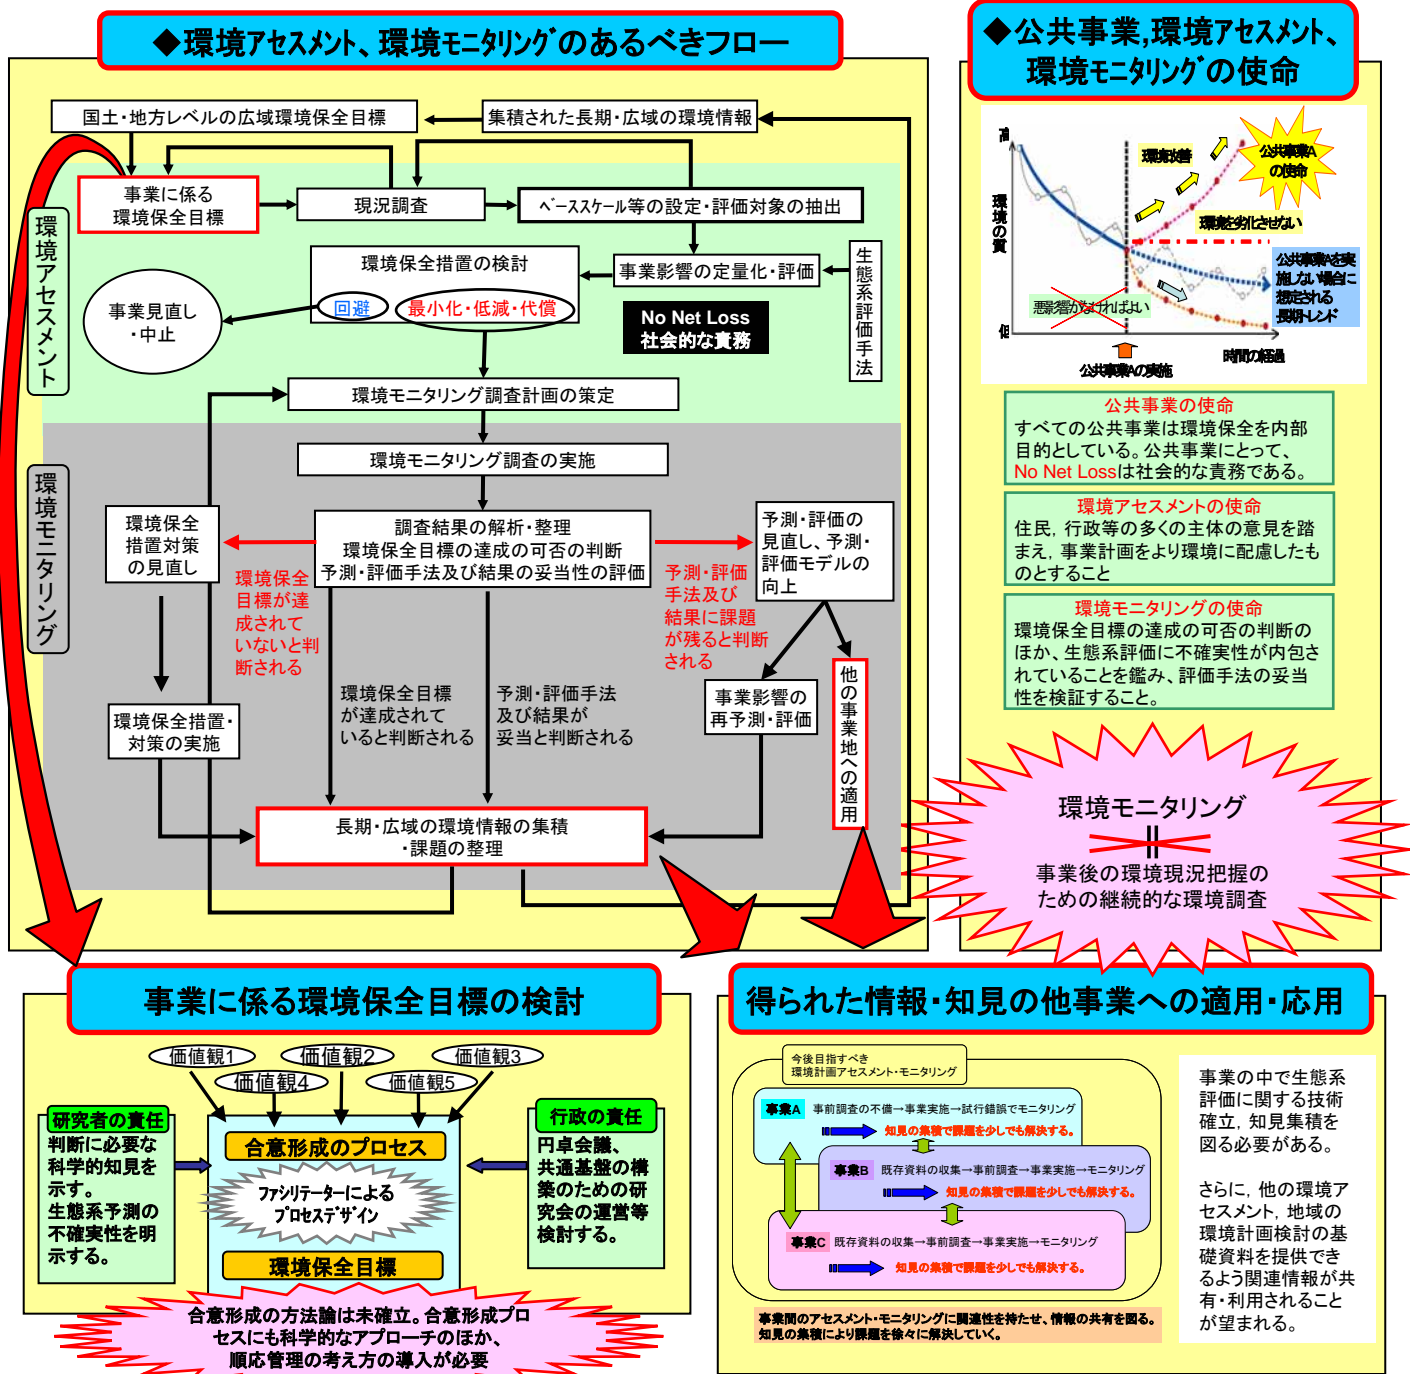 ◆環境ｱｾｽﾒﾝﾄ、環境ﾓﾆﾀﾘﾝｸﾞのあるべきフロー
国土・地方レベルの広域環境保全目標
集積された長期・広域の環境情報
環境アセスメント
事業に係る
環境保全目標
現況調査
ﾍﾞｰｽスケール等の設定・評価対象の抽出
環境保全措置の検討
回避
最小化・低減・代償
事業影響の定量化・評価
生態系評価手法
事業見直し
・中止
No Net Loss
社会的な責務
環境モニタリング調査計画の策定
環境モニタリング
環境モニタリング調査の実施
環境保全
措置対策
の見直し
調査結果の解析・整理
環境保全目標の達成の可否の判断
予測・評価手法及び結果の妥当性の評価
予測・評価の
見直し、予測・
評価モデルの
向上
環境保全
目標が達
成されて
いないと判
断される
予測・評価
手法及び
結果に課題
が残ると判断
される
環境保全目標
が達成されて
いると判断される
予測・評価手法
及び結果が
妥当と判断される
環境保全措置・
対策の実施
事業影響の
再予測・評価
他の事業地への適用
長期・広域の環境情報の集積
・課題の整理
◆公共事業,環境ｱｾｽﾒﾝﾄ、
環境ﾓﾆﾀﾘﾝｸﾞの使命
高
環境の質
低
環境改善
公共事業A
の使命
環境を劣化させない
公共事業Aを実
施しない場合に
想定される
長期トレンド
悪影響がなければよい
時間の経過
公共事業Aの実施
公共事業の使命
すべての公共事業は環境保全を内部
目的としている。公共事業にとって、
No Net Lossは社会的な責務である。
環境アセスメントの使命
住民，行政等の多くの主体の意見を踏
まえ，事業計画をより環境に配慮したも
のとすること
環境モニタリングの使命
環境保全目標の達成の可否の判断の
ほか、生態系評価に不確実性が内包さ
れていることを鑑み、評価手法の妥当
性を検証すること。
環境モニタリング
事業後の環境現況把握の
ための継続的な環境調査
事業に係る環境保全目標の検討
価値観1
価値観2
価値観3
価値観4
価値観5
研究者の責任
判断に必要な
科学的知見を
示す。
生態系予測の
不確実性を明
示する。
合意形成のプロセス
ﾌｧｼﾘﾃｰﾀｰによる
ﾌﾟﾛｾｽﾃﾞｻﾞｲﾝ
環境保全目標
行政の責任
円卓会議、
共通基盤の構
築のための研
究会の運営等
検討する。
合意形成の方法論は未確立。合意形成プロ
セスにも科学的なアプローチのほか、
順応管理の考え方の導入が必要
得られた情報・知見の他事業への適用・応用
今後目指すべき
環境計画アセスメント・モニタリング
事業A 事前調査の不備→事業実施→試行錯誤でモニタリング
知見の集積で課題を少しでも解決する。
事業B 既存資料の収集→事前調査→事業実施→モニタリング
知見の集積で課題を少しでも解決する。
事業C 既存資料の収集→事前調査→事業実施→モニタリング
知見の集積で課題を少しでも解決する。
事業間のアセスメント・モニタリングに関連性を持たせ、情報の共有を図る。
知見の集積により課題を徐々に解決していく。
事業の中で生態系
評価に関する技術
確立，知見集積を
図る必要がある。
さらに，他の環境ア
セスメント，地域の
環境計画検討の基
礎資料を提供でき
るよう関連情報が共
有・利用されること
が望まれる。